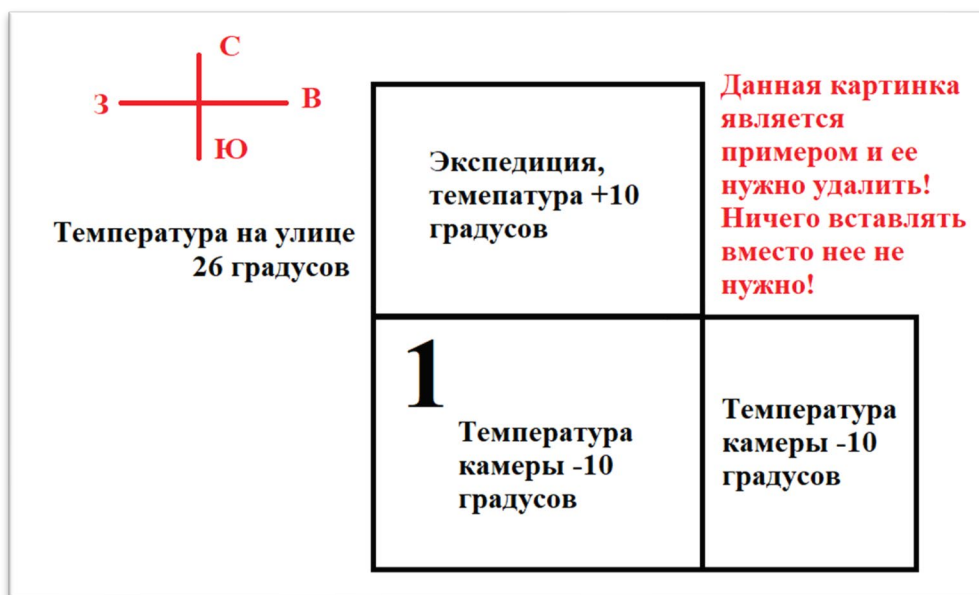 С
З
В
Ю
Температура на улице
26 градусов
Экспедиция,
темепатура +10
градусов
Данная картинка
является
примером и ее
нужно удалить!
Ничего вставлять
вместо нее не
нужно!
1
Температура
камеры -10
градусов
Температура
камеры -10
градусов